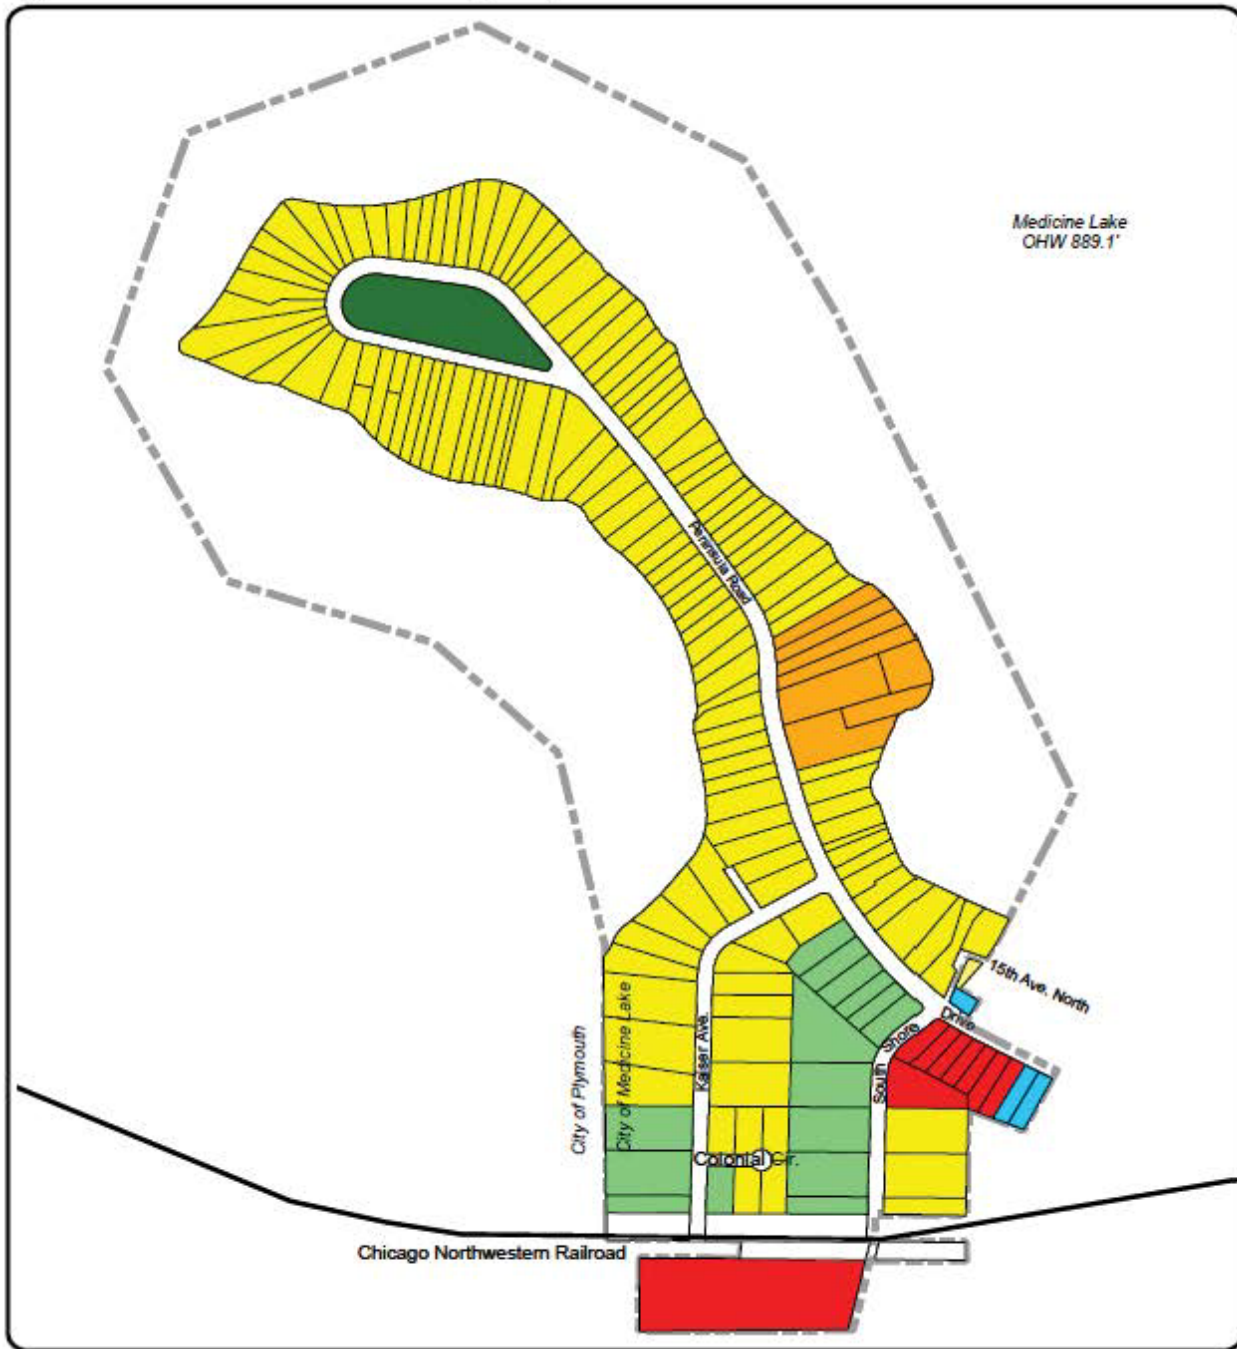 Medicine Lake
OHW 889.1'
Peninsula Road
15th Ave. North
South Shore Drive
Kaiser Ave.
City of Plymouth
City of Medicine Lake
Colonial Cir.
Chicago Northwestern Railroad